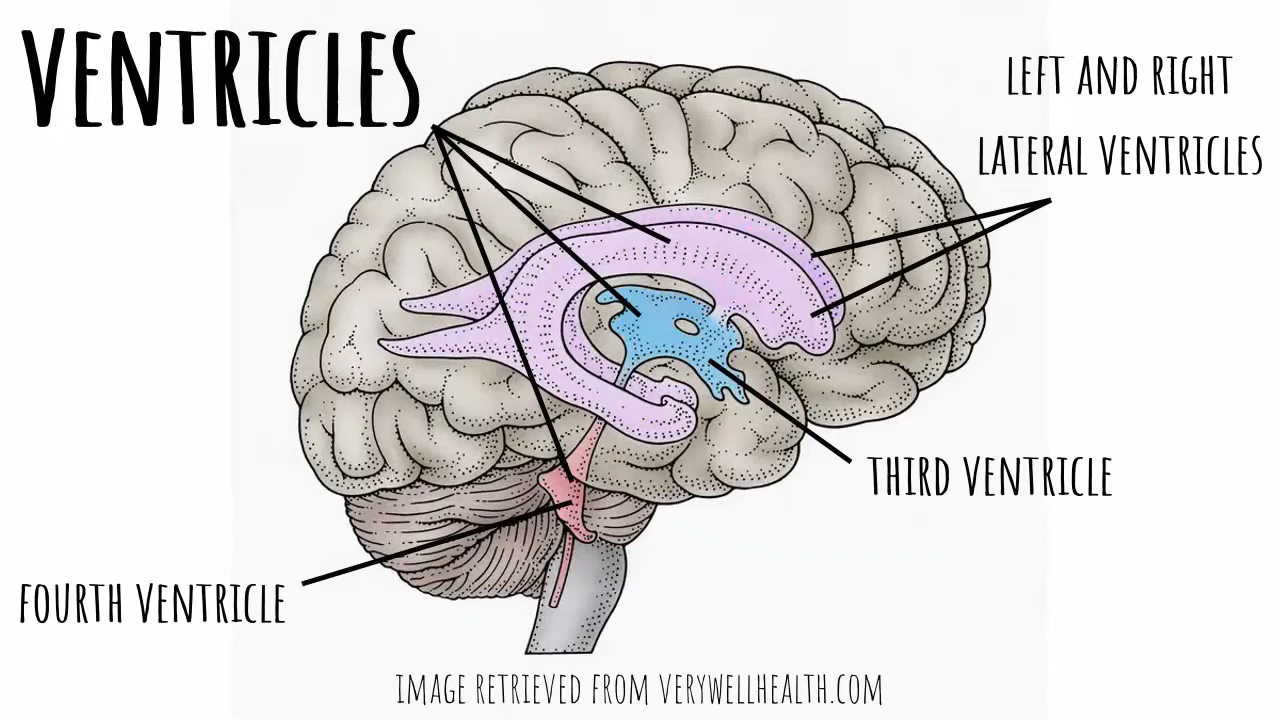 VENTRICLES
LEFT AND RIGHT
LATERAL VENTRICLES
THIRD VENTRICLE
FOURTH VENTRICLE
IMAGE RETRIEVED FROM VERYWELLHEALTH.COM